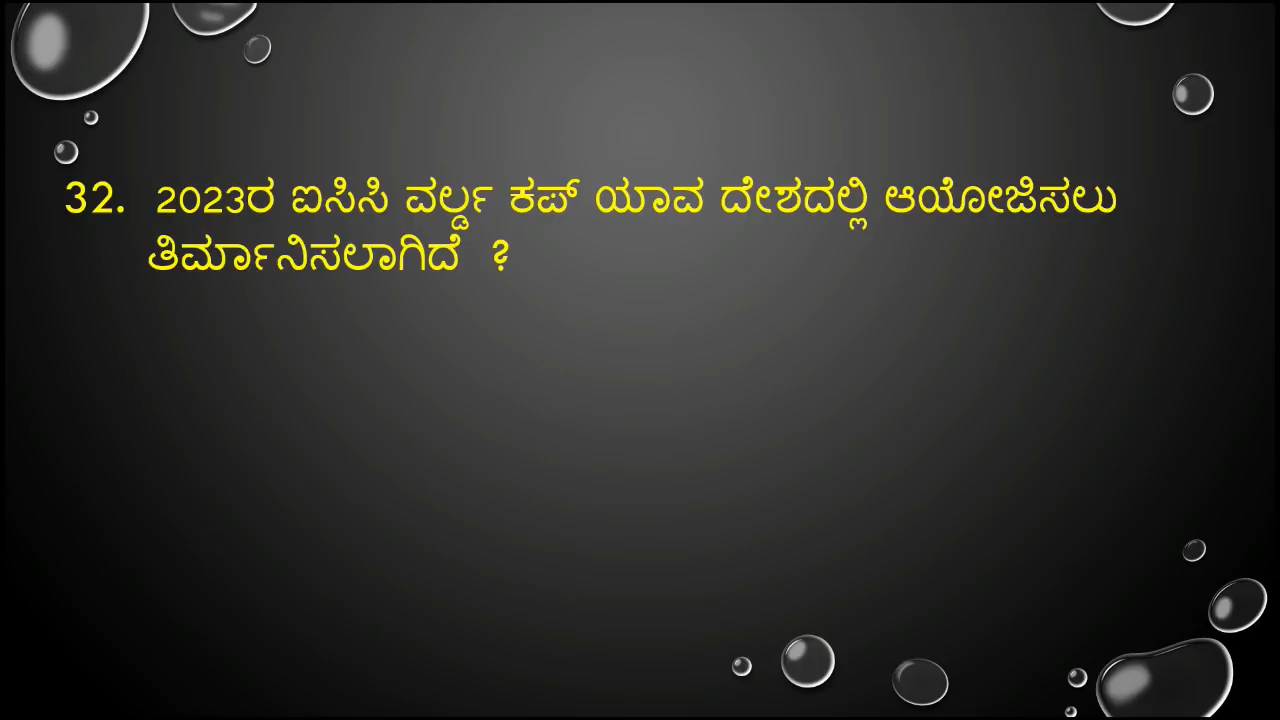 32. 2023ರ ಐಸಿಸಿ ವರ್ಲ್ಡ ಕಪ್ ಯಾವ ದೇಶದಲ್ಲಿ ಆಯೋಜಿಸಲು
ತಿರ್ಮಾನಿಸಲಾಗಿದೆ ?